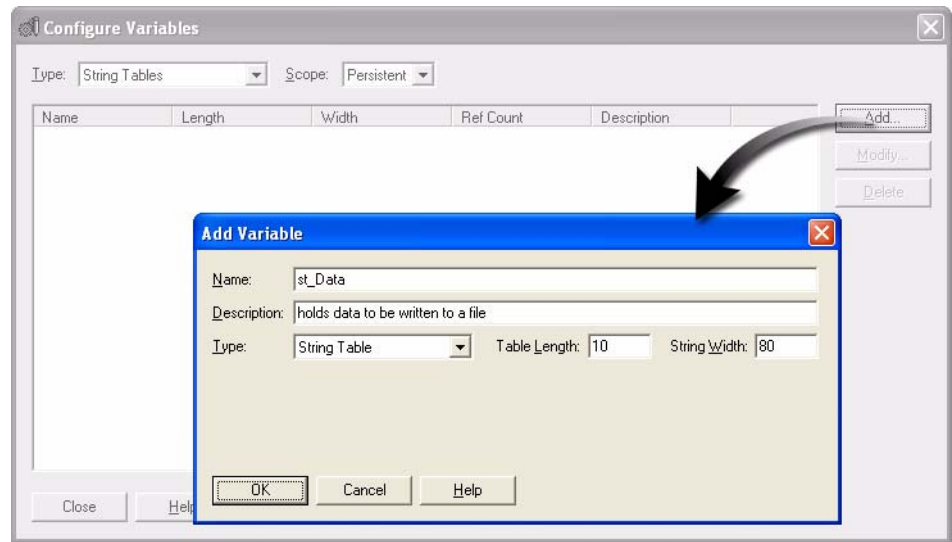 Configure Variables
Type: String Tables Scope: Persistent
Name Length Width Ref Count Description
Add...
Modify...
Delete
Add Variable
Name: st_Data
Description: holds data to be written to a file
Type: String Table Table Length: 10 String Width: 80
OK Cancel Help
Close Help